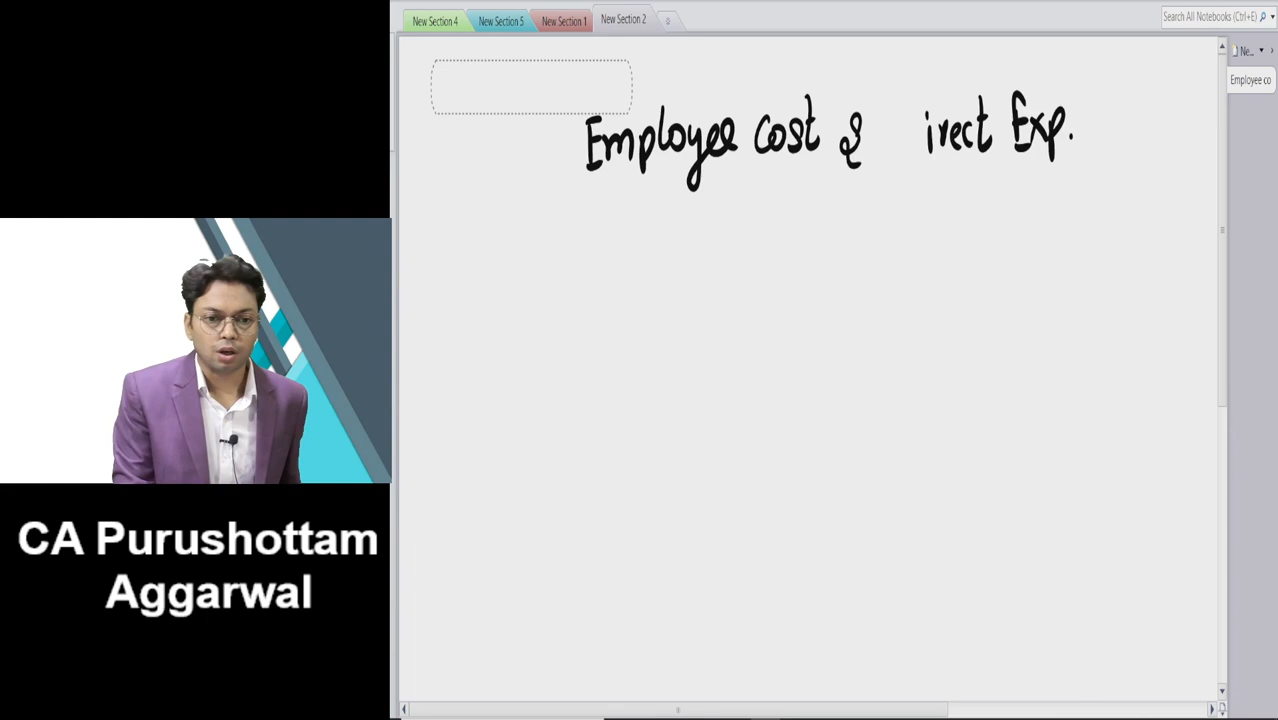 New Section 4
New Section 5
New Section 1
New Section 2
Search All Notebooks (Ctrl+E)
Ne...
Employee co
Employee cost & irect Exp.
CA Purushottam
Aggarwal